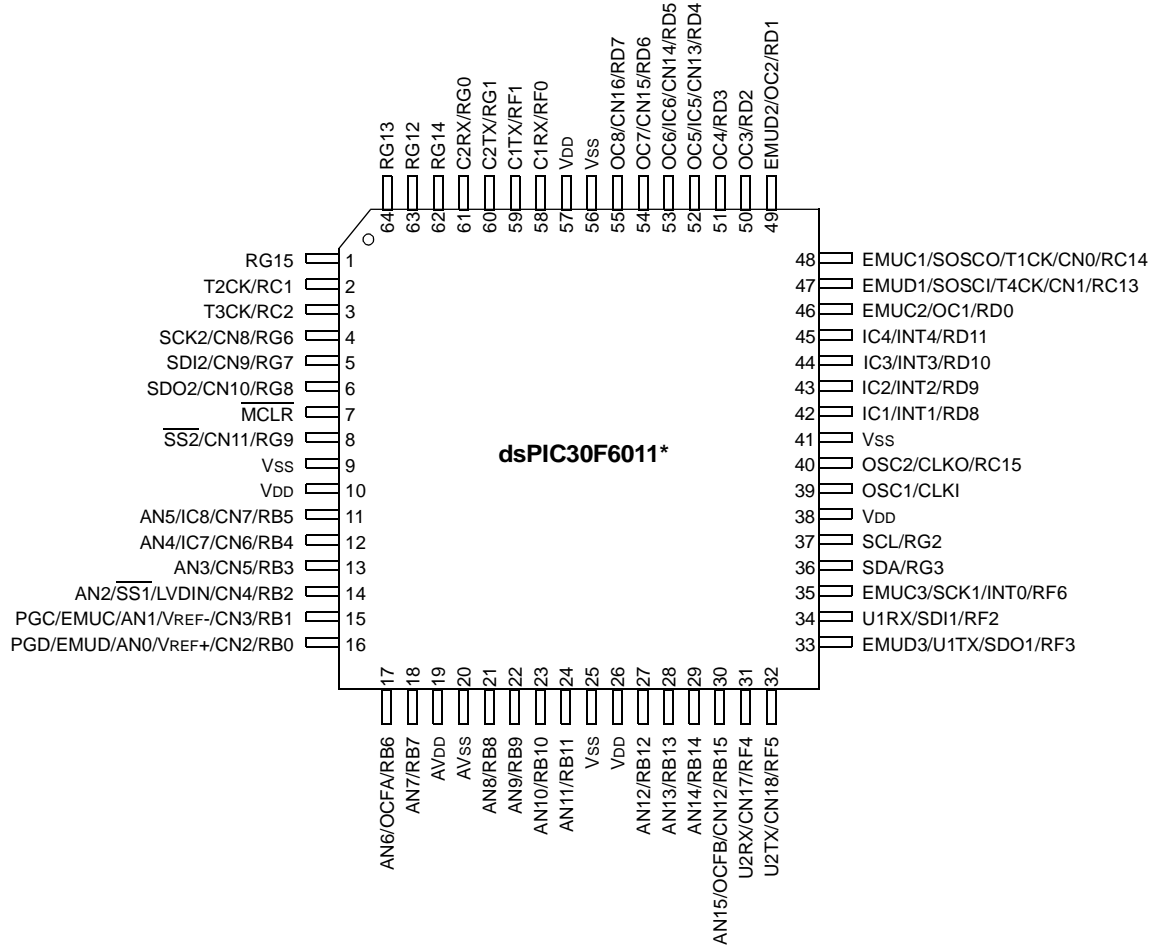 RG13
RG12
RG14
C2RX/RG0
C2TX/RG1
C1TX/RF1
C1RX/RF0
VDD
VSS
OC8/CN16/RD7
OC7/CN15/RD6
OC6/IC6/CN14/RD5
OC5/IC5/CN13/RD4
OC4/RD3
OC3/RD2
EMUD2/OC2/RD1
64
63
62
61
60
59
58
57
56
55
54
53
52
51
50
49
RG15 1
T2CK/RC1 2
T3CK/RC2 3
SCK2/CN8/RG6 4
SDI2/CN9/RG7 5
SDO2/CN10/RG8 6
MCLR 7
SS2/CN11/RG9 8
VSS 9
VDD 10
AN5/IC8/CN7/RB5 11
AN4/IC7/CN6/RB4 12
AN3/CN5/RB3 13
AN2/SS1/LVDIN/CN4/RB2 14
PGC/EMUC/AN1/VREF-/CN3/RB1 15
PGD/EMUD/AN0/VREF+/CN2/RB0 16
dsPIC30F6011*
48 EMUC1/SOSCO/T1CK/CN0/RC14
47 EMUD1/SOSCI/T4CK/CN1/RC13
46 EMUC2/OC1/RD0
45 IC4/INT4/RD11
44 IC3/INT3/RD10
43 IC2/INT2/RD9
42 IC1/INT1/RD8
41 VSS
40 OSC2/CLKO/RC15
39 OSC1/CLKI
38 VDD
37 SCL/RG2
36 SDA/RG3
35 EMUC3/SCK1/INT0/RF6
34 U1RX/SDI1/RF2
33 EMUD3/U1TX/SDO1/RF3
17
18
19
20
21
22
23
24
25
26
27
28
29
30
31
32
AN6/OCFA/RB6
AN7/RB7
AVDD
AVSS
AN8/RB8
AN9/RB9
AN10/RB10
AN11/RB11
VSS
VDD
AN12/RB12
AN13/RB13
AN14/RB14
AN15/OCFB/CN12/RB15
U2RX/CN17/RF4
U2TX/CN18/RF5